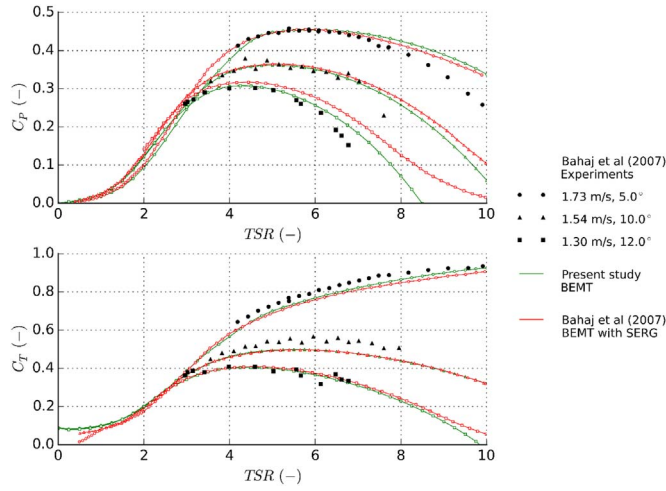 0.5
0.4
0.3
0.2
0.1
0.0
C_P (−)
0 2 4 6 8 10
TSR (−)
1.0
0.8
0.6
0.4
0.2
0.0
C_T (−)
0 2 4 6 8 10
TSR (−)
Bahaj et al (2007)
Experiments
1.73 m/s, 5.0°
1.54 m/s, 10.0°
1.30 m/s, 12.0°
Present study
BEMT
Bahaj et al (2007)
BEMT with SERG